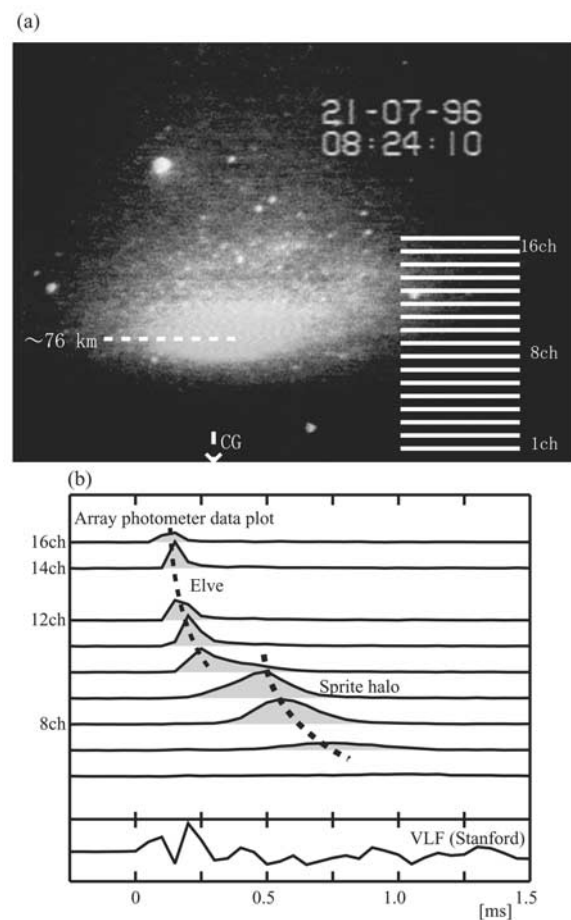 (a)
21-07-96
08:24:10
16ch
~76 km
8ch
CG
1ch
(b)
Array photometer data plot
16ch
14ch
Elve
12ch
Sprite halo
8ch
VLF (Stanford)
0 0.5 1.0 1.5
[ms]